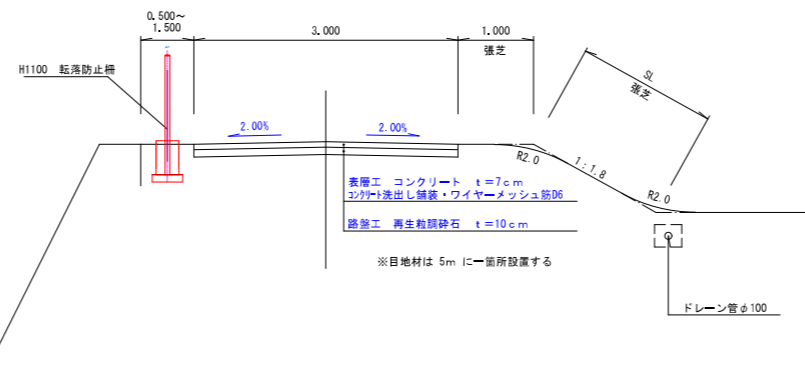 0.500～
1.500
3.000
1.000
張芝
H1100 転落防止柵
SL
張芝
2.00%
2.00%
R2.0
1：1.8
R2.0
表層工 コンクリート t＝7cm
コンクリート洗出し舗装・ワイヤーメッシュ筋D6
路盤工 再生粒調砕石 t＝10cm
※目地材は 5m に一箇所設置する
ドレーン管φ100